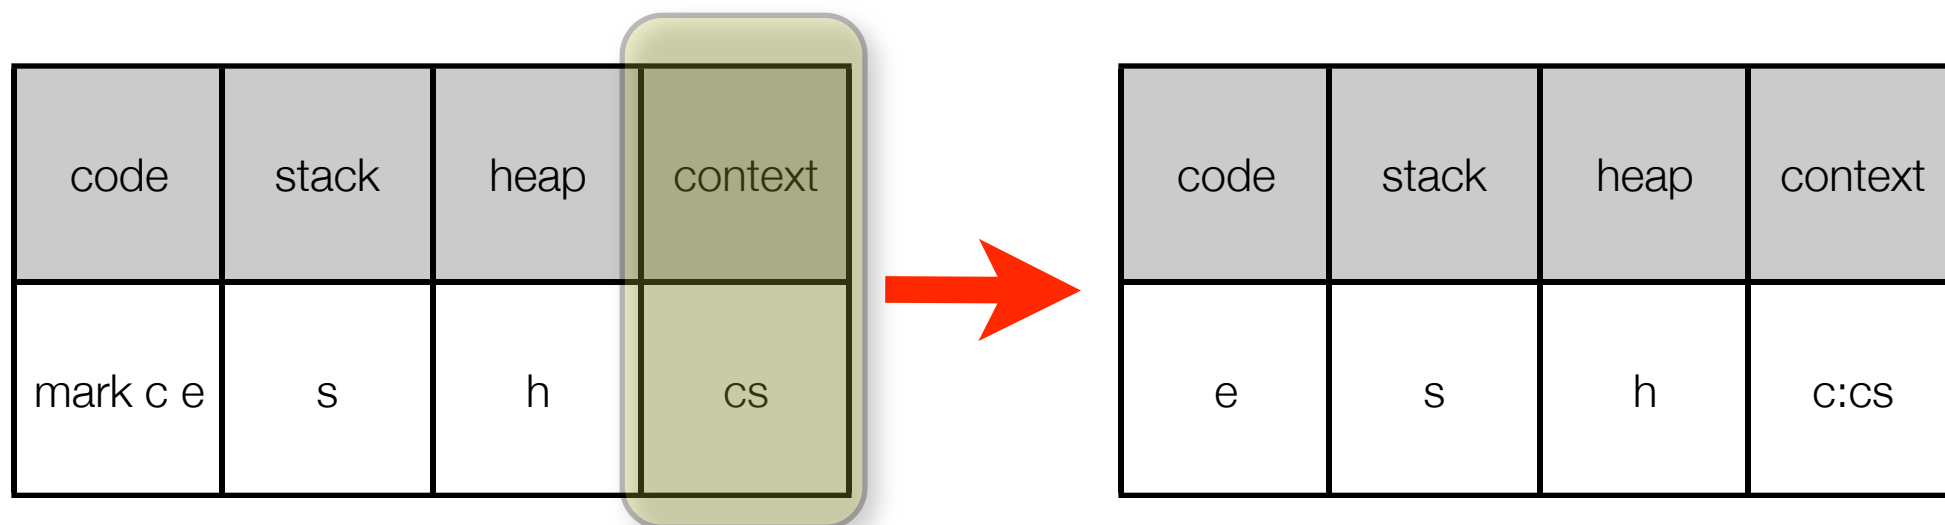 code stack heap context
mark c e s h cs
code stack heap context
e s h c:cs